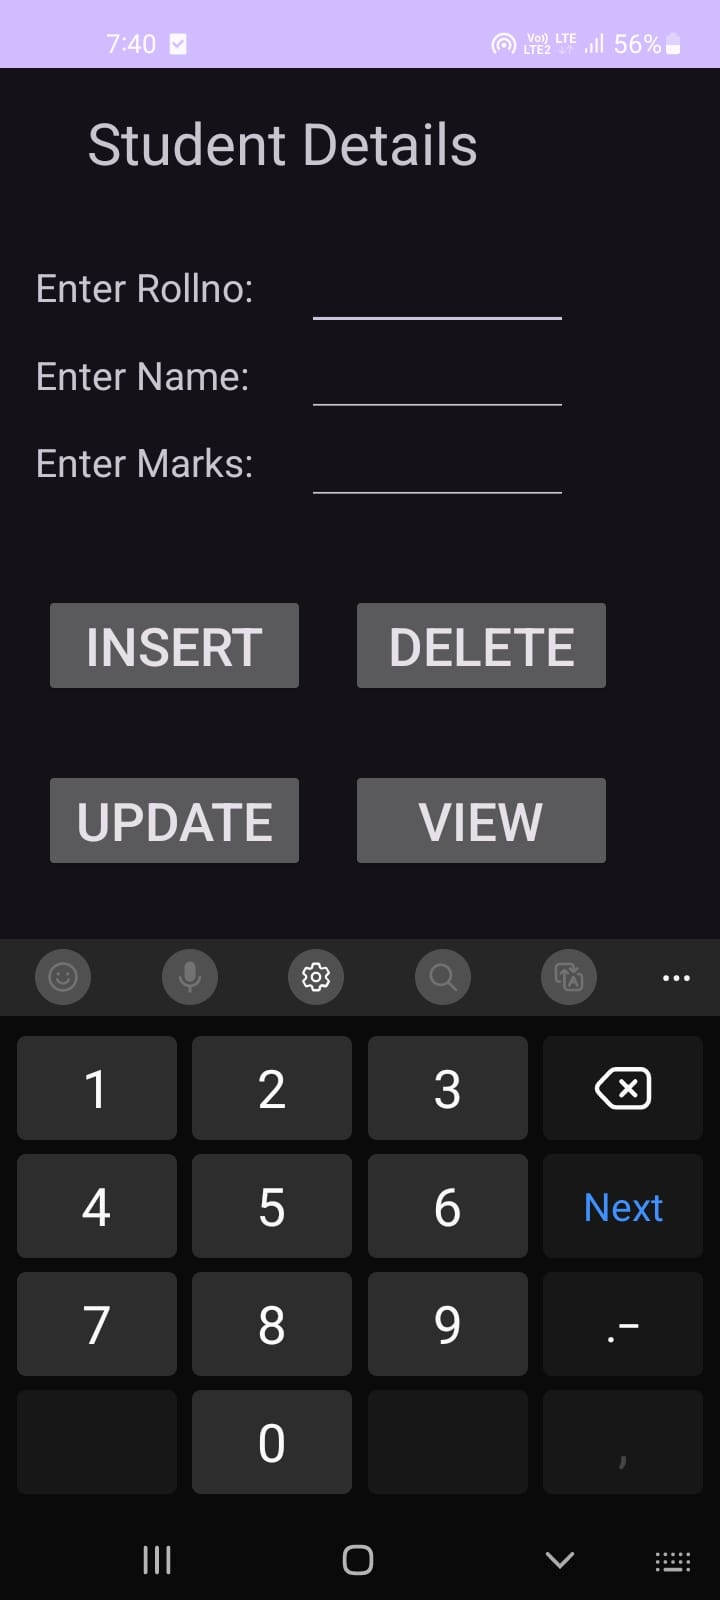 7:40 Vo)) LTE 56%
LTE2
Student Details
Enter Rollno:
Enter Name:
Enter Marks:
INSERT DELETE
UPDATE VIEW
1 2 3
4 5 6 Next
7 8 9 .-
0 ,